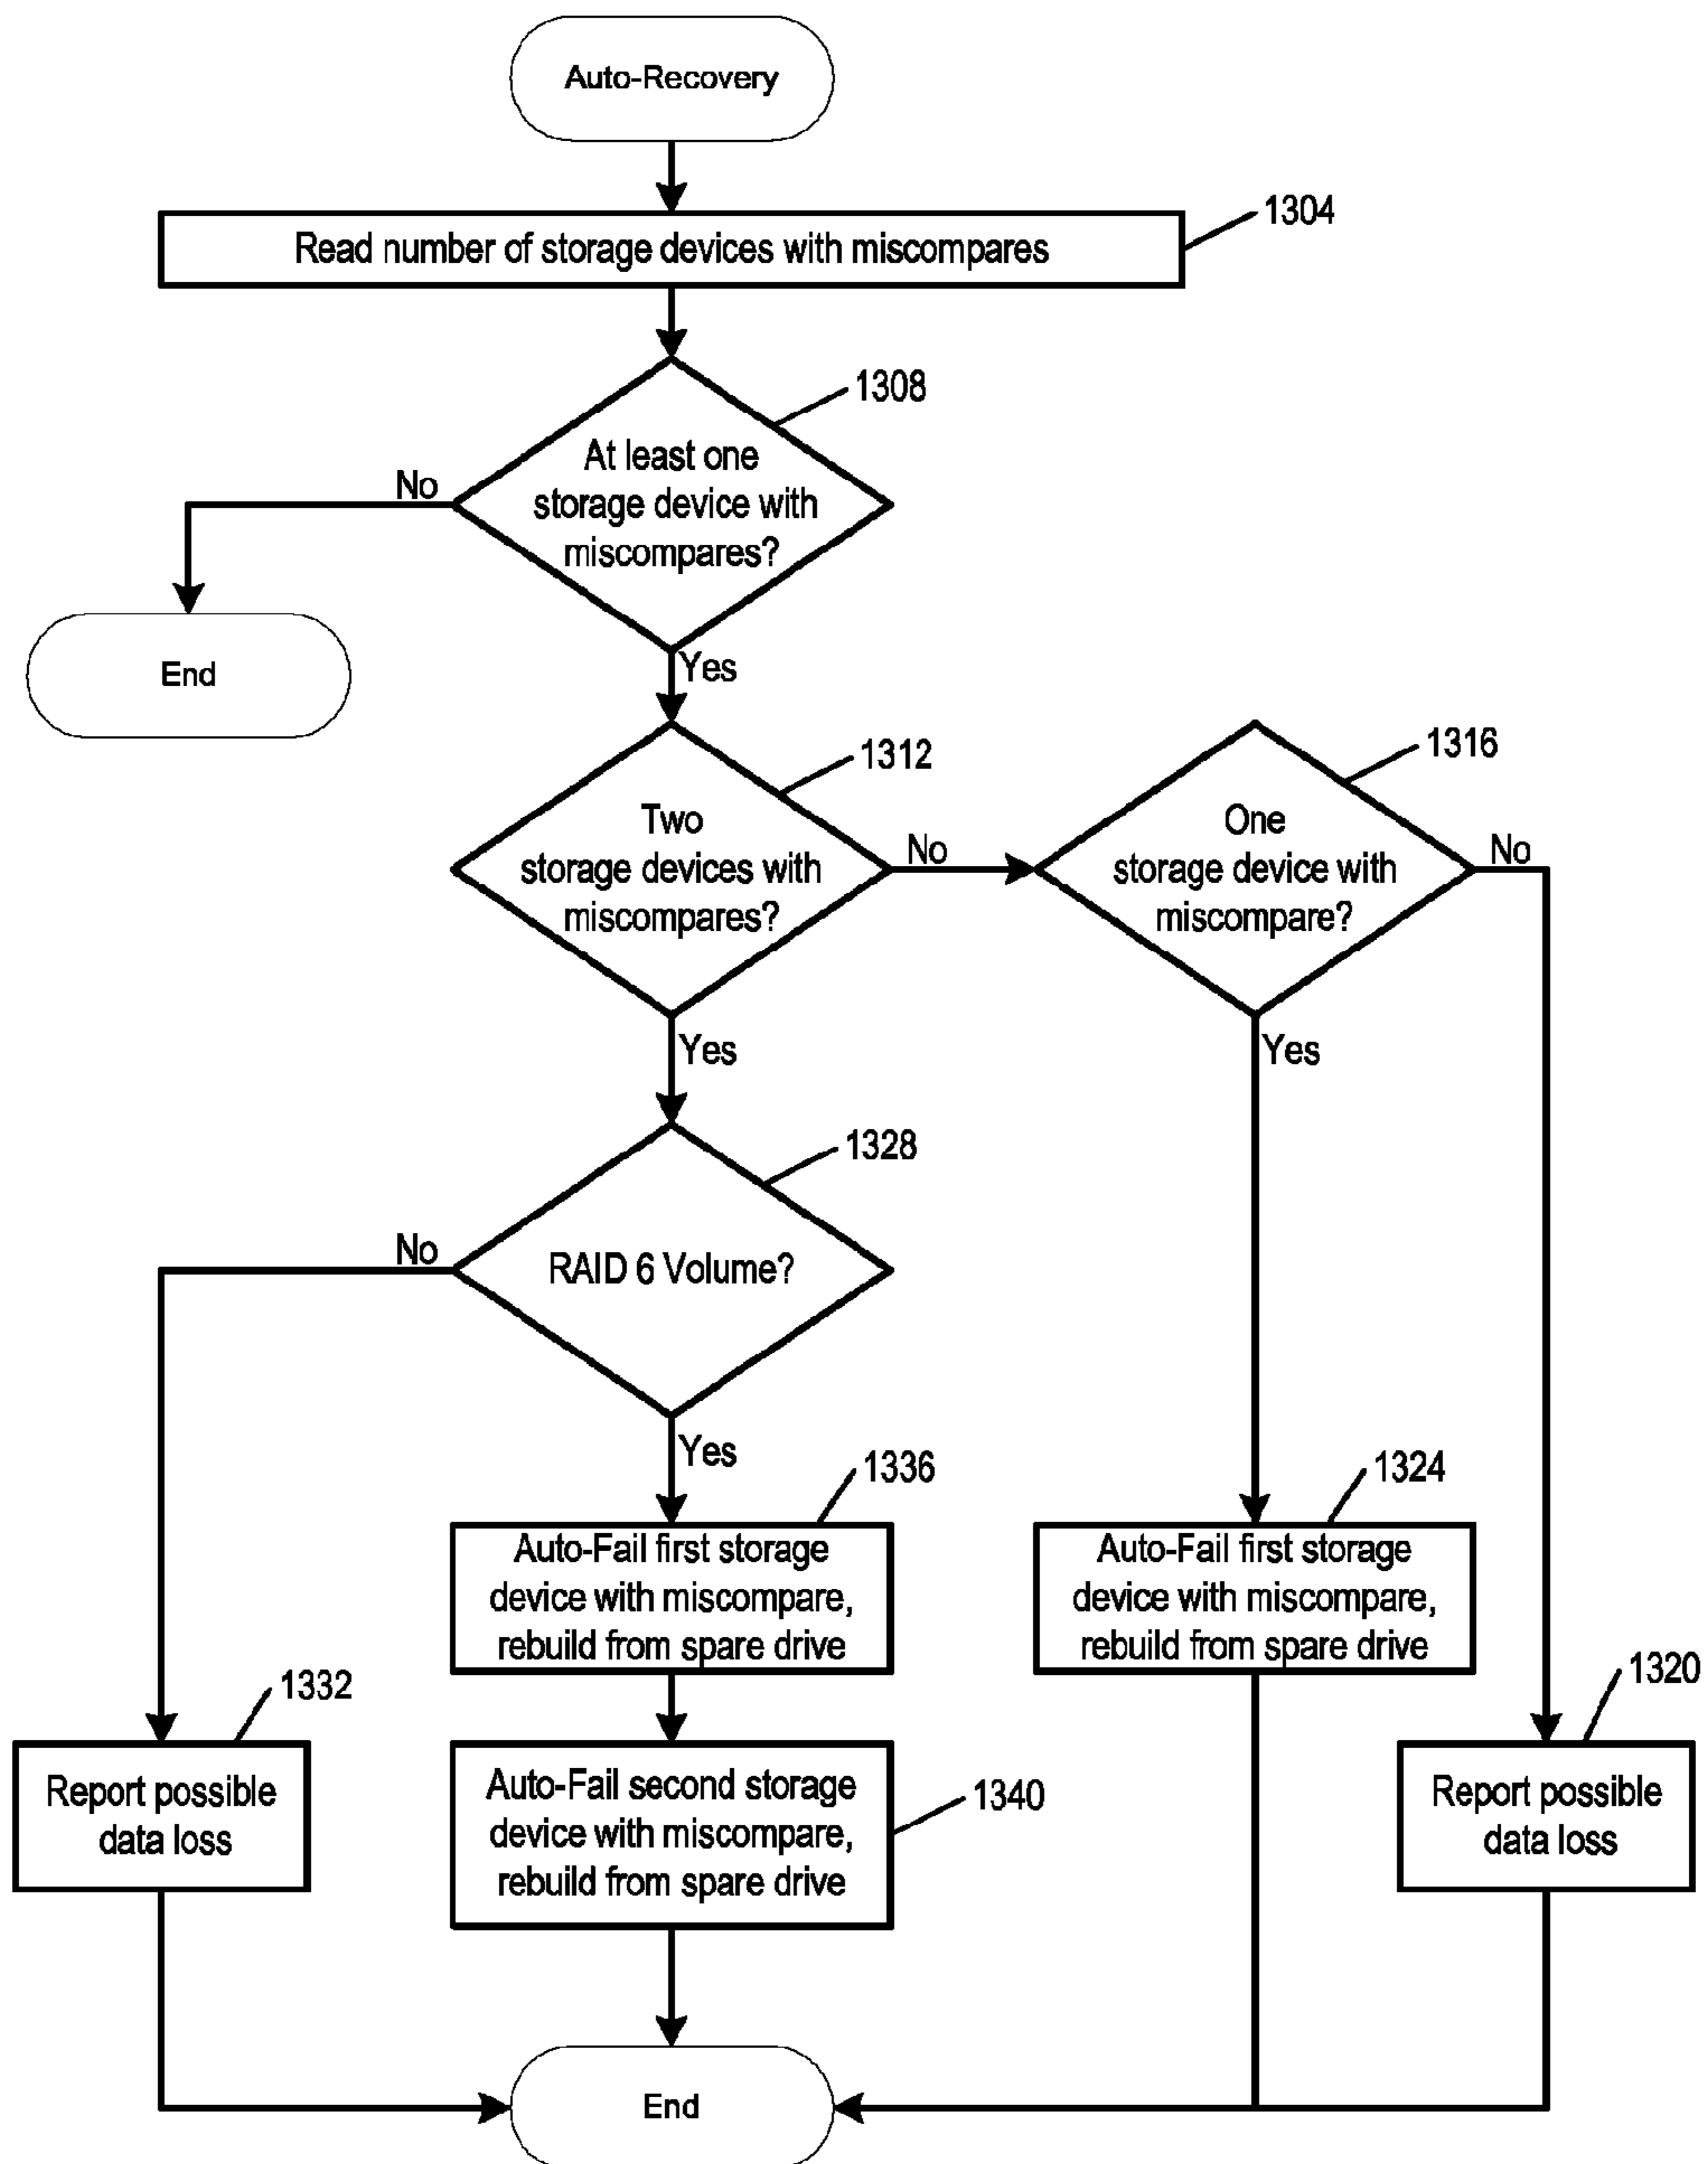 Auto-Recovery
1304
Read number of storage devices with miscompares
1308
At least one
storage device with
miscompares?
No
End
Yes
1312
Two
storage devices with
miscompares?
No
1316
One
storage device with
miscompare?
No
Yes
Yes
1328
RAID 6 Volume?
No
Yes
1336
Auto-Fail first storage
device with miscompare,
rebuild from spare drive
1324
Auto-Fail first storage
device with miscompare,
rebuild from spare drive
1332
Report possible
data loss
1340
Auto-Fail second storage
device with miscompare,
rebuild from spare drive
1320
Report possible
data loss
End